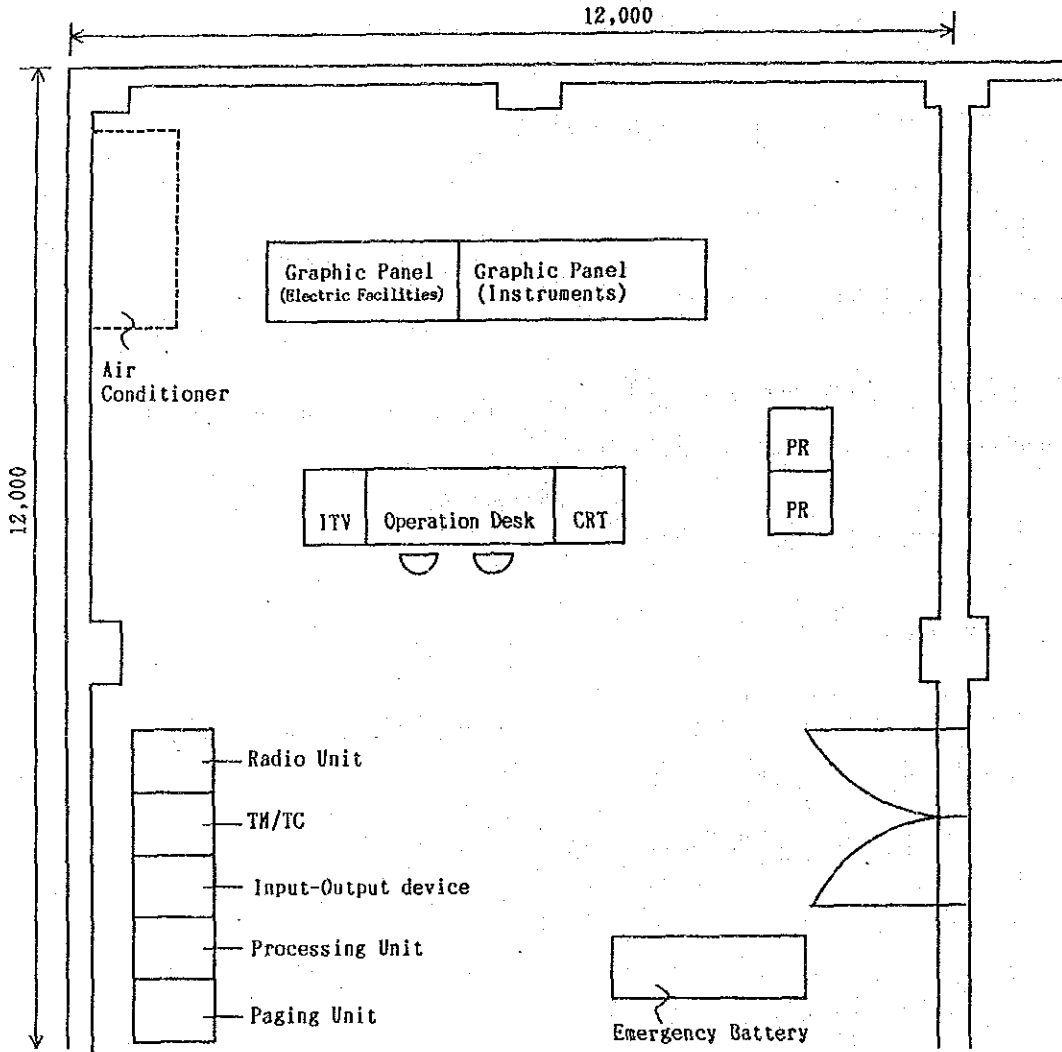 12,000
12,000
Graphic Panel
(Electric Facilities)
Graphic Panel
(Instruments)
Air
Conditioner
PR
PR
ITV
Operation Desk
CRT
Radio Unit
TM/TC
Input-Output device
Processing Unit
Paging Unit
Emergency Battery